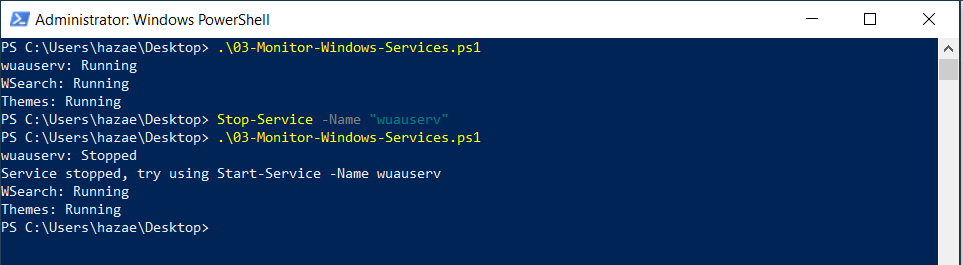 Administrator: Windows PowerShell
PS C:\Users\hazae\Desktop> .\03-Monitor-Windows-Services.ps1
wuauserv: Running
WSearch: Running
Themes: Running
PS C:\Users\hazae\Desktop> Stop-Service -Name "wuauserv"
PS C:\Users\hazae\Desktop> .\03-Monitor-Windows-Services.ps1
wuauserv: Stopped
Service stopped, try using Start-Service -Name wuauserv
WSearch: Running
Themes: Running
PS C:\Users\hazae\Desktop>